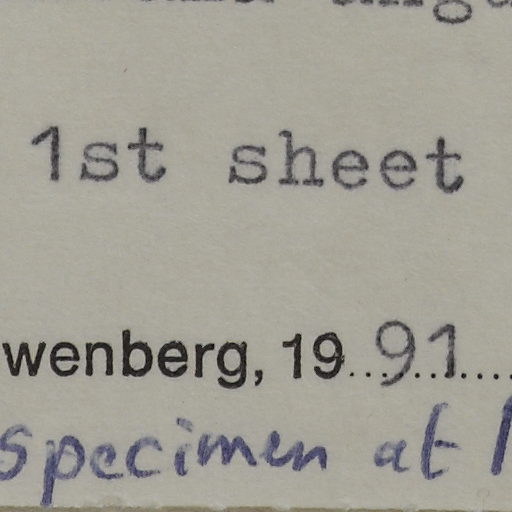 1st sheet
wenberg, 19..91....
specimen at